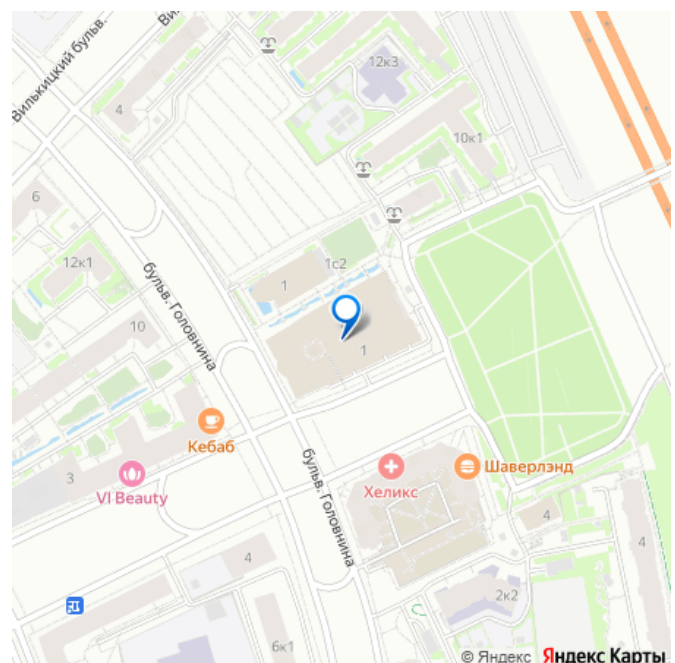 Вилькицкий бульв.
Ви
12к3
4
10к1
6
1с2
12к1
1
бульв. Головнина
10
1
Кебаб
3
VI Beauty
бульв. Головнина
Хеликс
Шаверлэнд
4
4
4
2к2
6к1
© Яндекс Яндекс Карты